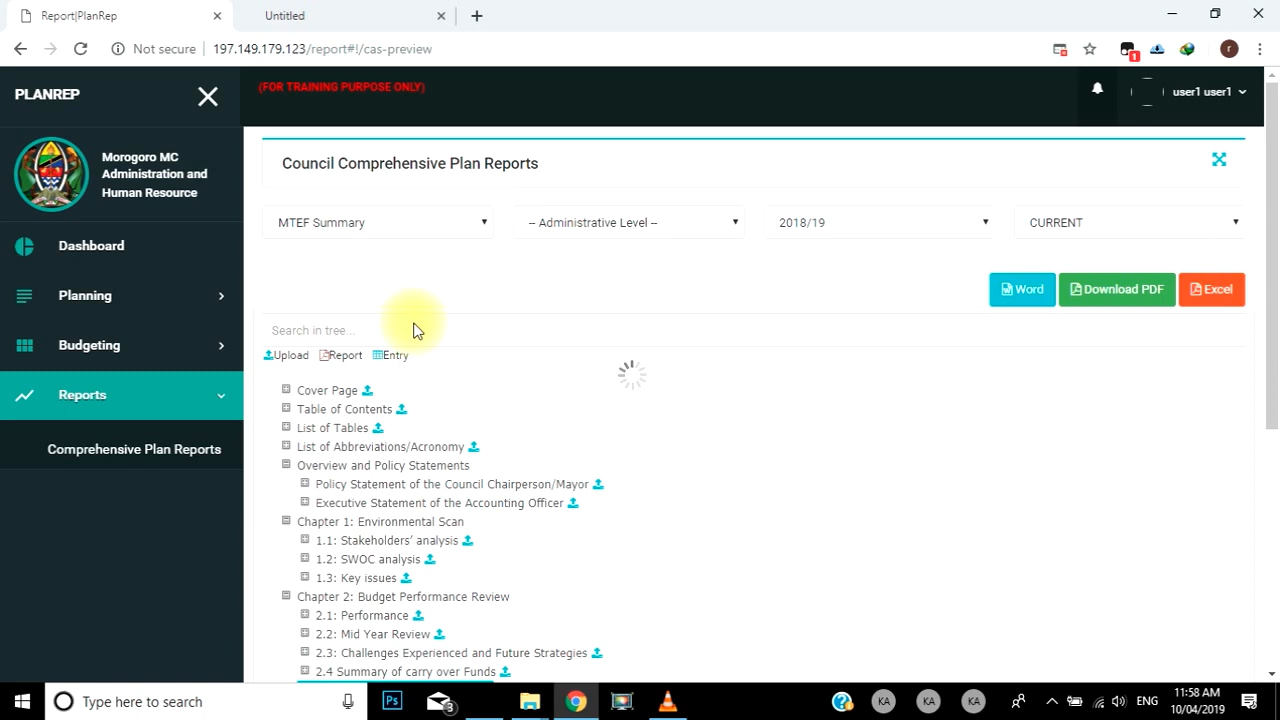 Report|PlanRep
Untitled
Not secure
197.149.179.123/report#!/cas-preview
1
r
PLANREP
(FOR TRAINING PURPOSE ONLY)
user1 user1
Morogoro MC
Administration and
Human Resource
Dashboard
Planning
Budgeting
Reports
Comprehensive Plan Reports
Council Comprehensive Plan Reports
MTEF Summary
-- Administrative Level --
2018/19
CURRENT
Word
Download PDF
Excel
Search in tree...
Upload Report Entry
Cover Page
Table of Contents
List of Tables
List of Abbreviations/Acronomy
Overview and Policy Statements
Policy Statement of the Council Chairperson/Mayor
Executive Statement of the Accounting Officer
Chapter 1: Environmental Scan
1.1: Stakeholders’ analysis
1.2: SWOC analysis
1.3: Key issues
Chapter 2: Budget Performance Review
2.1: Performance
2.2: Mid Year Review
2.3: Challenges Experienced and Future Strategies
2.4 Summary of carry over Funds
Type here to search
Ps
3
KA
KA
KA
ENG
11:58 AM
10/04/2019